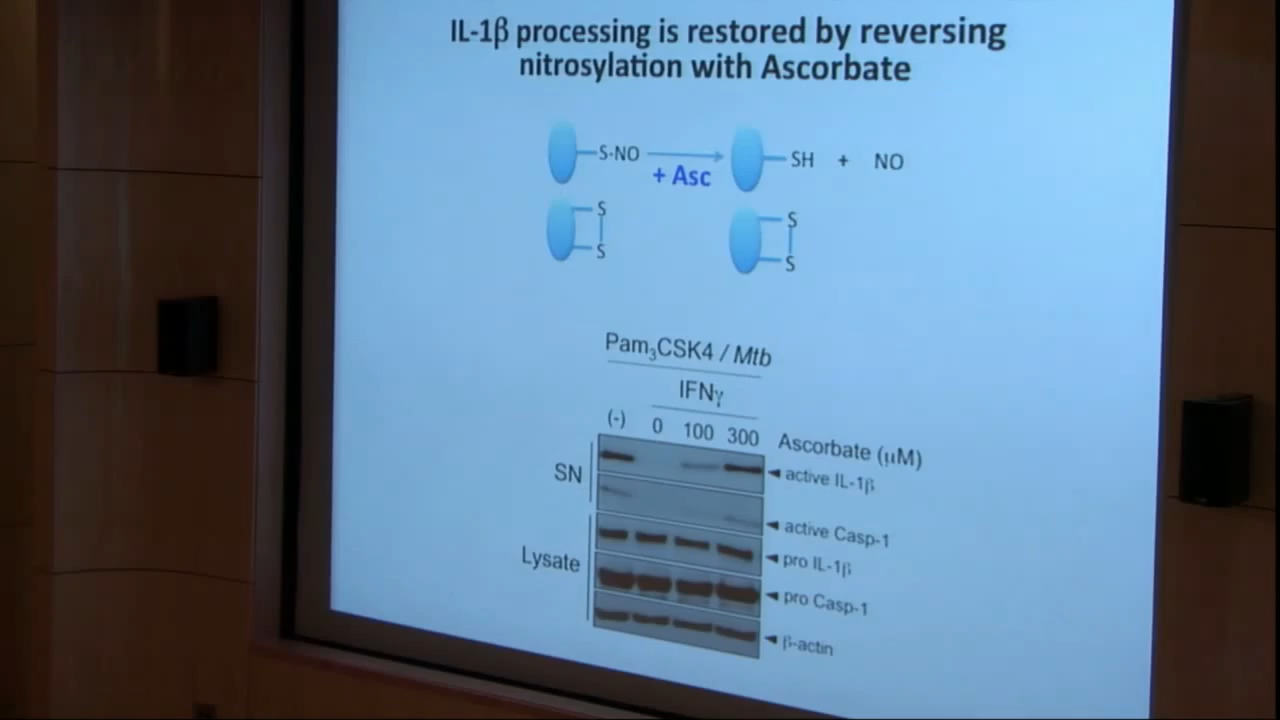 IL-1β processing is restored by reversing
nitrosylation with Ascorbate
S-NO
+ Asc
SH + NO
S
S
S
S
Pam3CSK4 / Mtb
IFNγ
(-) 0 100 300 Ascorbate (μM)
SN
active IL-1β
active Casp-1
Lysate
pro IL-1β
pro Casp-1
β-actin